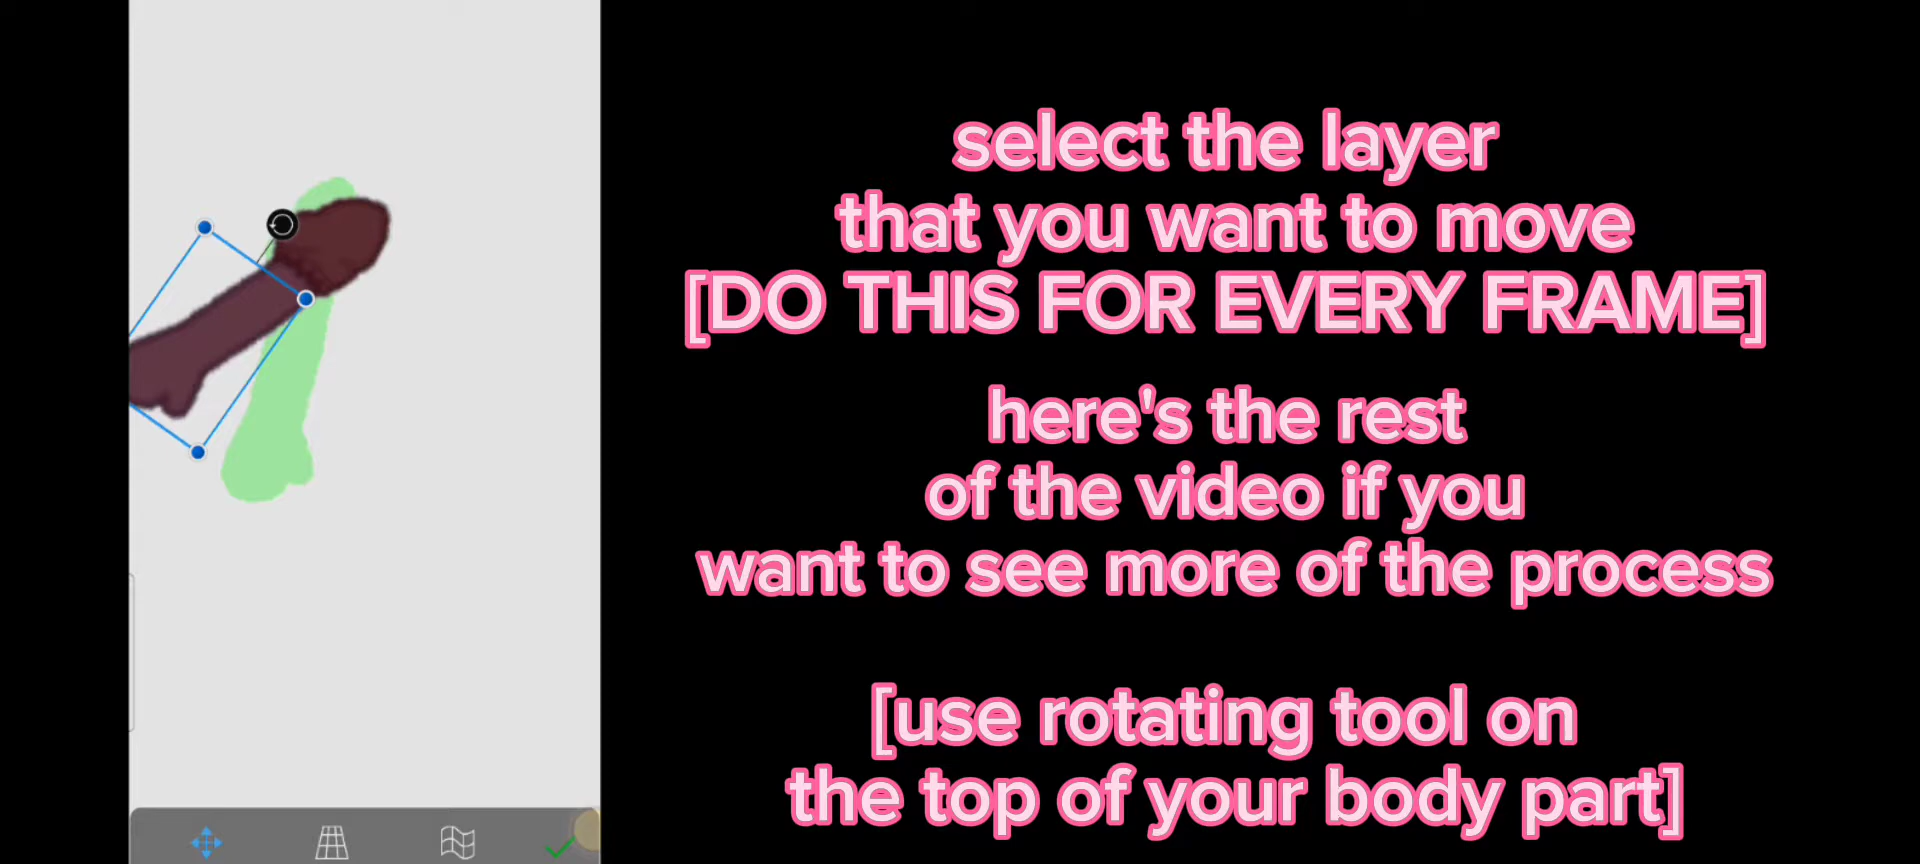 select the layer
that you want to move
[DO THIS FOR EVERY FRAME]
here's the rest
of the video if you
want to see more of the process
[use rotating tool on
the top of your body part]